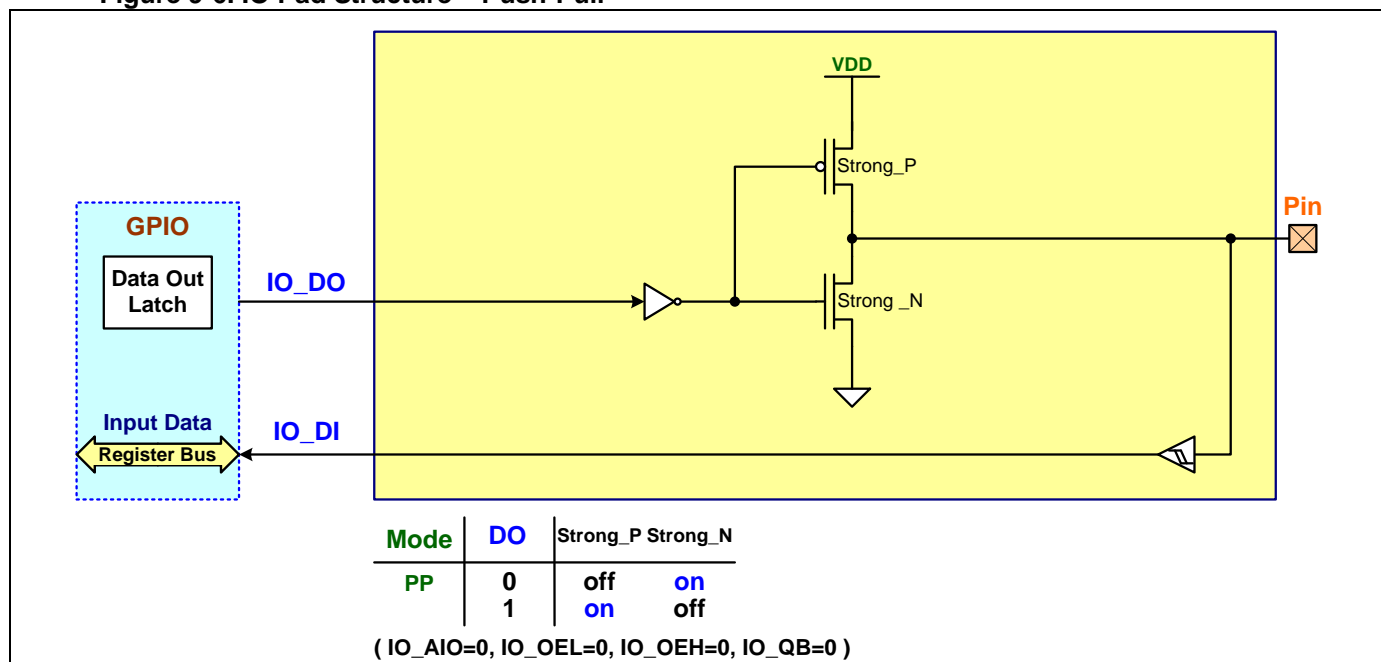 VDD
Strong_P
Pin
GPIO
Data Out
Latch
IO_DO
Strong _N
Input Data
Register Bus
IO_DI
Mode DO Strong_P Strong_N
PP 0 off on
1 on off
( IO_AIO=0, IO_OEL=0, IO_OEH=0, IO_QB=0 )